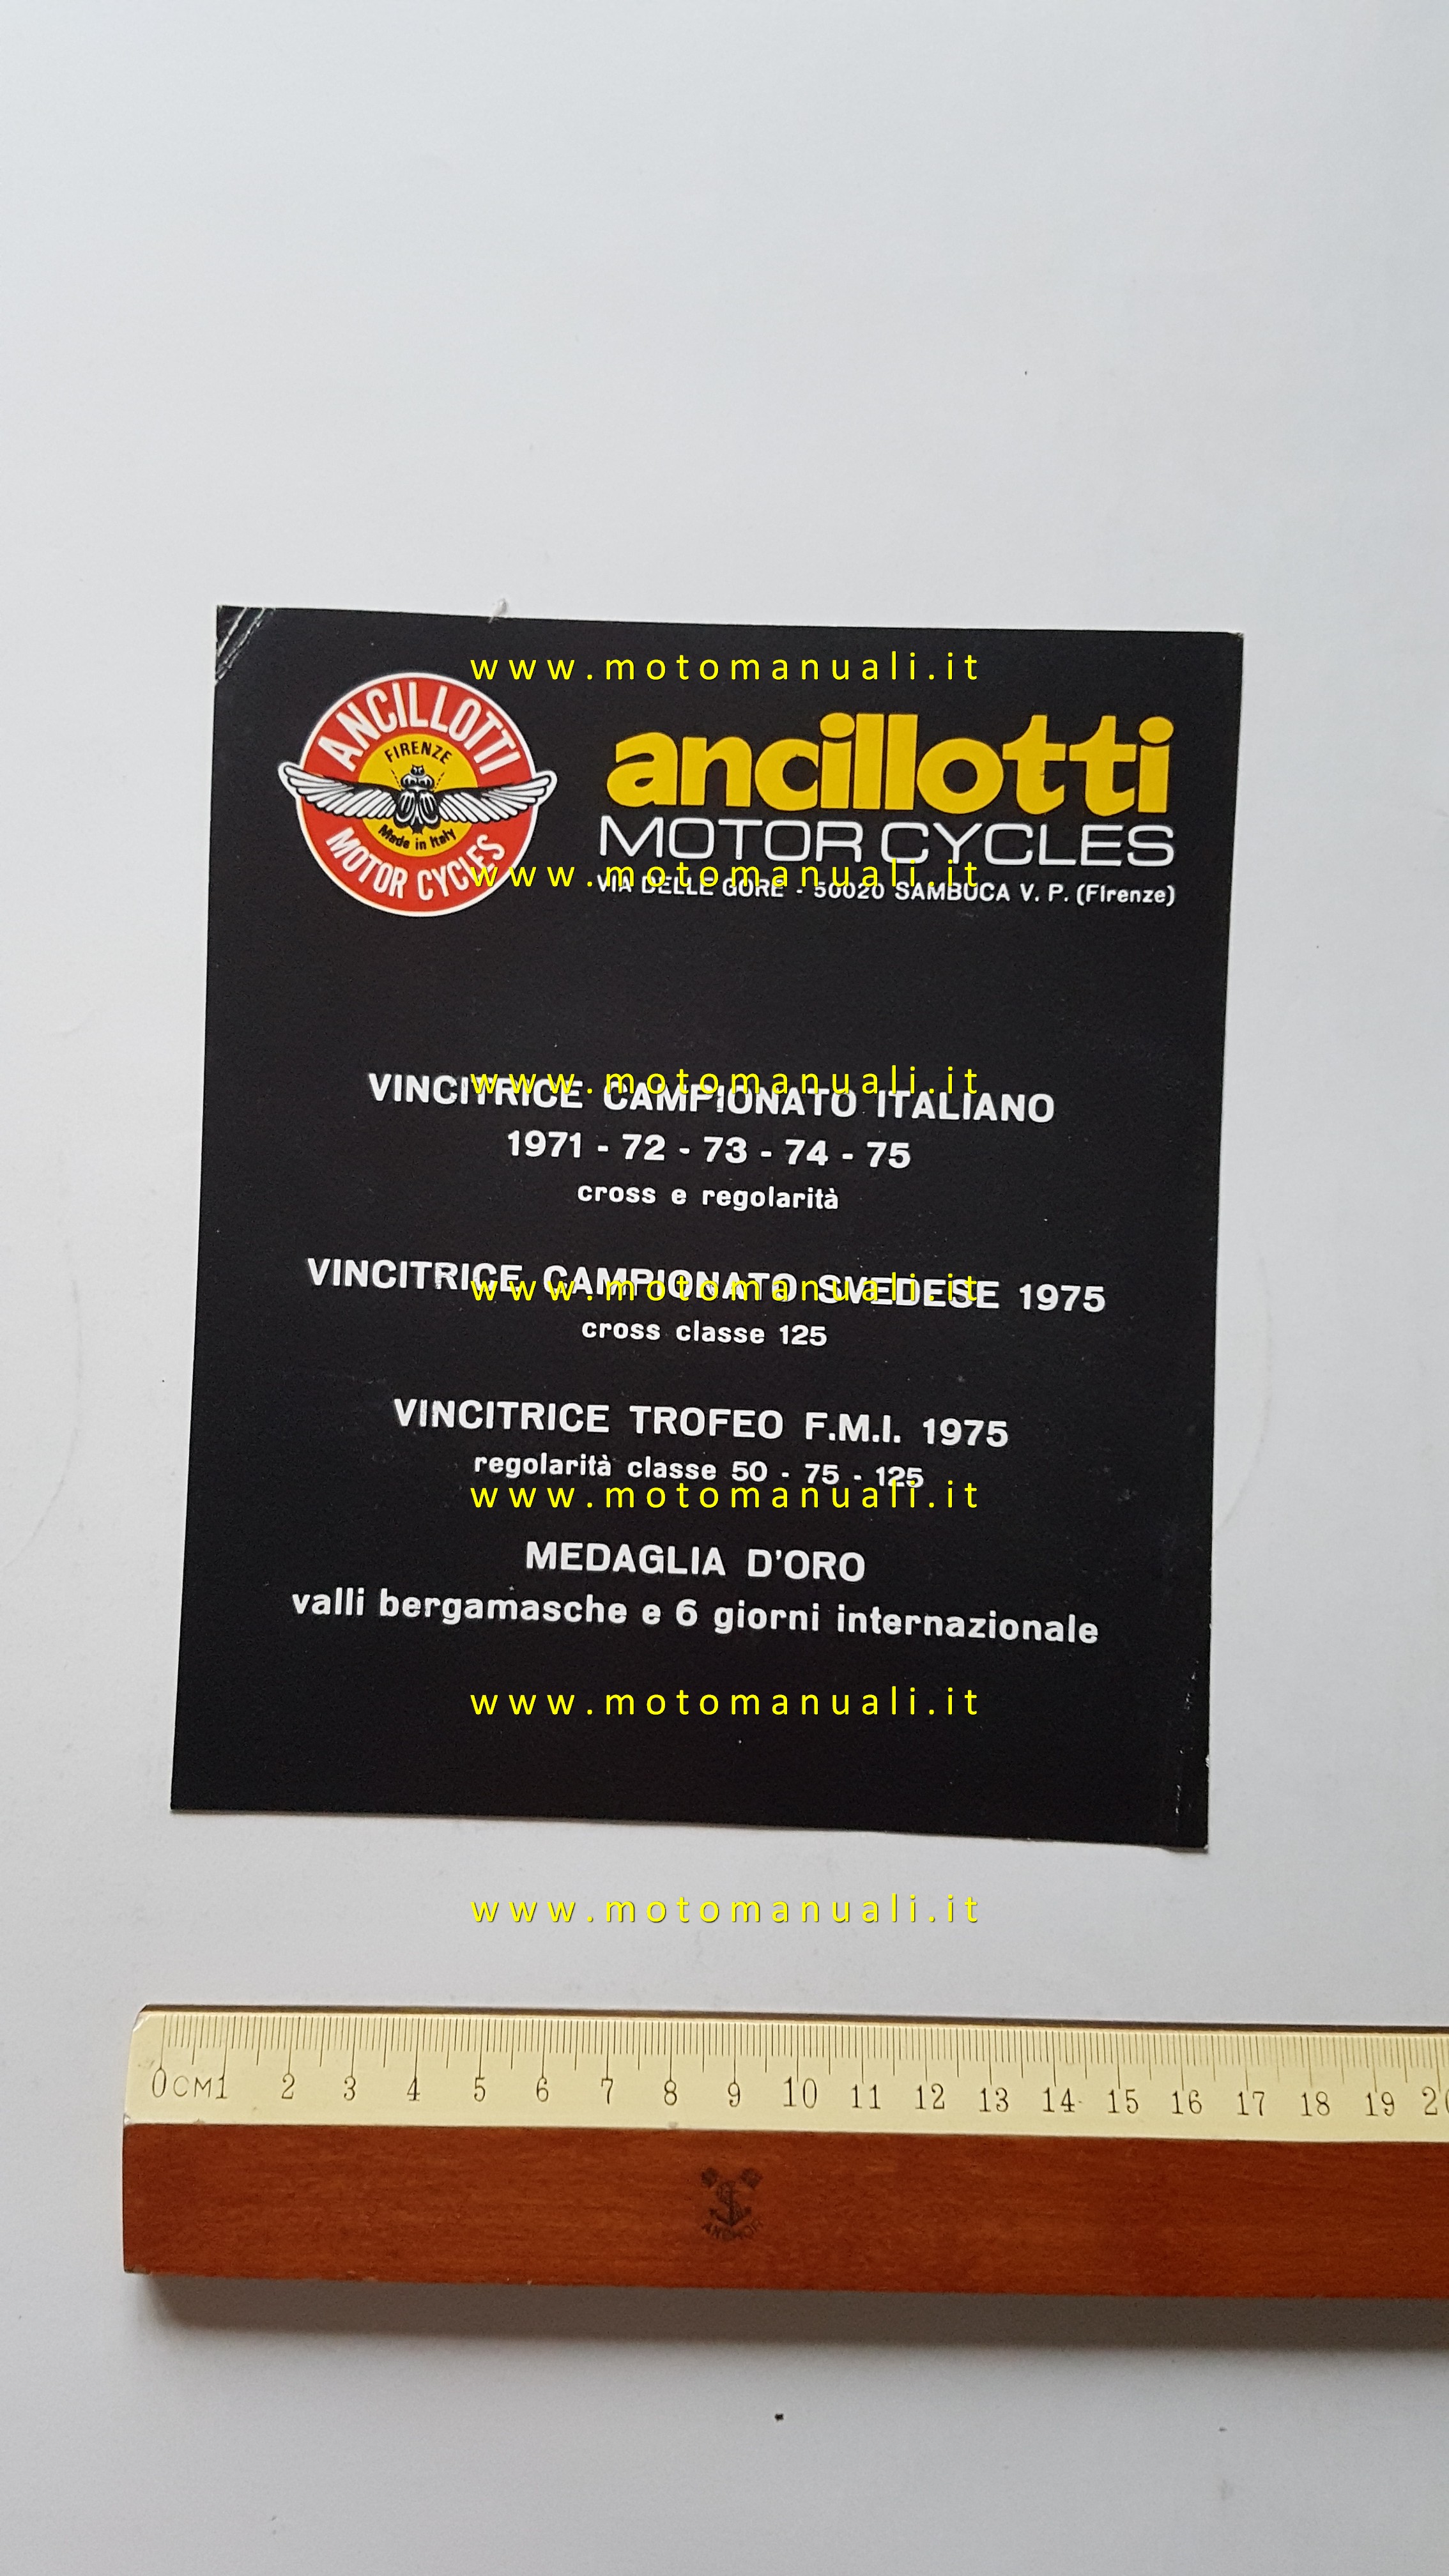 www.motomanuali.it
ANCILLOTTI
FIRENZE
Made in Italy
MOTOR CYCLES
ancillotti
MOTOR CYCLES
www.motomanuali.it
VIA DELLE GORE - 50020 SAMBUCA V. P. (Firenze)
www.motomanuali.it
VINCITRICE CAMPIONATO ITALIANO
1971 - 72 - 73 - 74 - 75
cross e regolarità
VINCITRICE CAMPIONATO SVEDESE 1975
www.motomanuali.it
cross classe 125
VINCITRICE TROFEO F.M.I. 1975
regolarità classe 50 - 75 - 125
www.motomanuali.it
MEDAGLIA D'ORO
valli bergamasche e 6 giorni internazionale
www.motomanuali.it
www.motomanuali.it
0CM1 2 3 4 5 6 7 8 9 10 11 12 13 14 15 16 17 18 19
ANCHOR